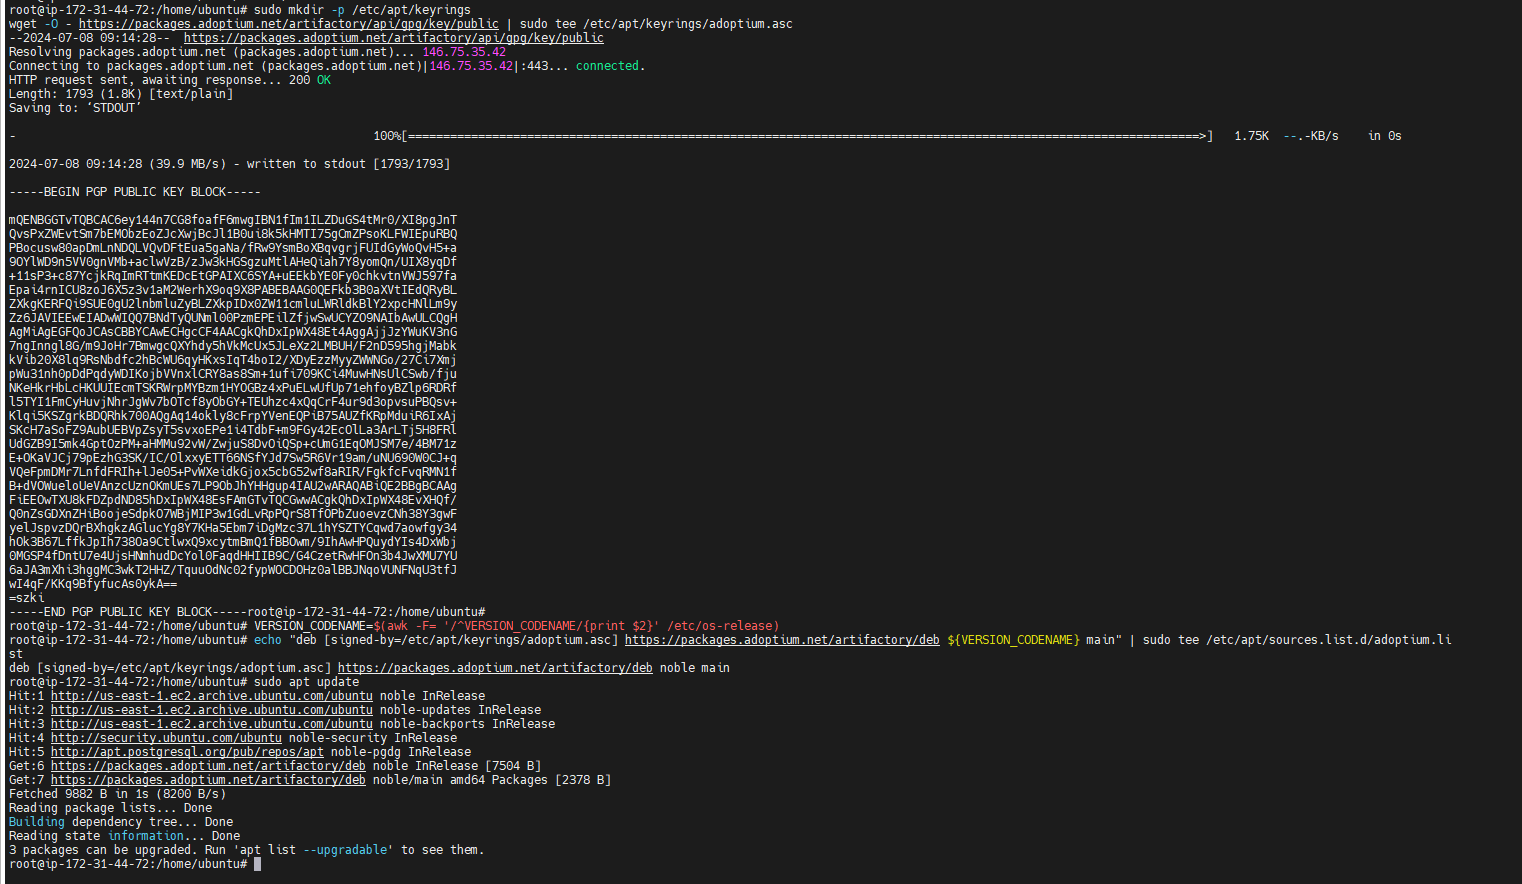 root@ip-172-31-44-72:/home/ubuntu# sudo mkdir -p /etc/apt/keyrings
wget -O - https://packages.adoptium.net/artifactory/api/gpg/key/public | sudo tee /etc/apt/keyrings/adoptium.asc
--2024-07-08 09:14:28--  https://packages.adoptium.net/artifactory/api/gpg/key/public
Resolving packages.adoptium.net (packages.adoptium.net)... 146.75.35.42
Connecting to packages.adoptium.net (packages.adoptium.net)|146.75.35.42|:443... connected.
HTTP request sent, awaiting response... 200 OK
Length: 1793 (1.8K) [text/plain]
Saving to: ‘STDOUT’
- 100%[=================================================================================================================>] 1.75K --.-KB/s in 0s
2024-07-08 09:14:28 (39.9 MB/s) - written to stdout [1793/1793]
-----BEGIN PGP PUBLIC KEY BLOCK-----
mQENBGGTvTQBCAC6ey144n7CG8foafF6mwgIBN1fIm1ILZDuGS4tMr0/XI8pgJnT
QvsPxZWEvtSm7bEMObzEoZJcXwjBcJl1B0ui8k5kHMTI75gCmZPsoKLFWIEpuRBQ
PBocusw80apDmLnNDQLVQvDFtEua5gaNa/fRw9YsmBoXBqvgrjFUIdGyWoQvH5+a
9OYlWD9n5VV0gnVMb+aclwVzB/zJw3kHGSgzuMtlAHeQiah7Y8yomQn/UIX8yqDf
+11sP3+c87YcjkRqImRTtmKEDcEtGPAIXC6SYA+uEEkbYE0Fy0chkvtnVWJ597fa
Epai4rnICU8zoJ6X5z3v1aM2WerhX9oq9X8PABEBAAG0QEFkb3B0aXVtIEdQRyBL
ZXkgKERFQi9SUE0gU2lnbmluZyBLZXkpIDx0ZW11cmluLWRldkBlY2xpcHNlLm9y
Zz6JAVIEEwEIADwWIQQ7BNdTyQUNml00PzmEPEilZfjwSwUCYZO9NAIbAwULCQgH
AgMiAgEGFQoJCAsCBBYCAwECHgcCF4AACgkQhDxIpWX48Et4AggAjjJzYWuKV3nG
7ngInngl8G/m9JoHr7BmwgcQXYhdy5hVkMcUx5JLeXz2LMBUH/F2nD595hgjMabk
kVib20X8lq9RsNbdfc2hBcWU6qyHKxsIqT4boI2/XDyEzzMyyZWWNGo/27Ci7Xmj
pWu31nh0pDdPqdyWDIKojbVVnxlCRY8as8Sm+1ufi709KCi4MuwHNsUlCSwb/fju
NKeHkrHbLcHKUUIEcmTSKRWrpMYBzm1HYOGBz4xPuELwUfUp71ehfoyBZlp6RDRf
l5TYI1FmCyHuvjNhrJgWv7bOTcf8yObGY+TEUhzc4xQqCrF4ur9d3opvsuPBQsv+
Klqi5KSZgrkBDQRhk700AQgAq14okly8cFrpYVenEQPiB75AUZfKRpMduiR6IxAj
SKcH7aSoFZ9AubUEBVpZsyT5svxoEPe1i4TdbF+m9FGy42EcOlLa3ArLTj5H8FRl
UdGZB9I5mk4GptOzPM+aHMMu92vW/ZwjuS8DvOiQSp+cUmG1EqOMJSM7e/4BM71z
E+OKaVJCj79pEzhG3SK/IC/OlxxyETT66NSfYJd7Sw5R6Vr19am/uNU690W0CJ+q
VQeFpmDMr7LnfdFRIh+lJe05+PvWXeidkGjox5cbG52wf8aRIR/FgkfcFvqRMN1f
B+dVOWueloUeVAnzcUznOKmUEs7LP9ObJhYHHgup4IAU2wARAQABiQE2BBgBCAAg
FiEEOwTXU8kFDZpdND85hDxIpWX48EsFAmGTvTQCGwwACgkQhDxIpWX48EvXHQf/
Q0nZsGDXnZHiBoojeSdpkO7WBjMIP3w1GdLvRpPQrS8TfOPbZuoevzCNh38Y3gwF
yelJspvzDQrBXhgkzAGlucYg8Y7KHa5Ebm7iDgMzc37L1hYSZTYCqwd7aowfgy34
hOk3B67LffkJpIh738Oa9CtlwxQ9xcytmBmQ1fBBOwm/9IhAwHPQuydYIs4DxWbj
0MGSP4fDntU7e4UjsHNmhudDcYol0FaqdHHIIB9C/G4CzetRwHFOn3b4JwXMU7YU
6aJA3mXhi3hggMC3wkT2HHZ/TquuOdNc02fypWOCDOHz0alBBJNqoVUNFNqU3tfJ
wI4qF/KKq9BfyfucAs0ykA==
=szki
-----END PGP PUBLIC KEY BLOCK-----root@ip-172-31-44-72:/home/ubuntu#
root@ip-172-31-44-72:/home/ubuntu# VERSION_CODENAME=$(awk -F= '/^VERSION_CODENAME/{print $2}' /etc/os-release)
root@ip-172-31-44-72:/home/ubuntu# echo "deb [signed-by=/etc/apt/keyrings/adoptium.asc] https://packages.adoptium.net/artifactory/deb ${VERSION_CODENAME} main" | sudo tee /etc/apt/sources.list.d/adoptium.li
st
deb [signed-by=/etc/apt/keyrings/adoptium.asc] https://packages.adoptium.net/artifactory/deb noble main
root@ip-172-31-44-72:/home/ubuntu# sudo apt update
Hit:1 http://us-east-1.ec2.archive.ubuntu.com/ubuntu noble InRelease
Hit:2 http://us-east-1.ec2.archive.ubuntu.com/ubuntu noble-updates InRelease
Hit:3 http://us-east-1.ec2.archive.ubuntu.com/ubuntu noble-backports InRelease
Hit:4 http://security.ubuntu.com/ubuntu noble-security InRelease
Hit:5 http://apt.postgresql.org/pub/repos/apt noble-pgdg InRelease
Get:6 https://packages.adoptium.net/artifactory/deb noble InRelease [7504 B]
Get:7 https://packages.adoptium.net/artifactory/deb noble/main amd64 Packages [2378 B]
Fetched 9882 B in 1s (8200 B/s)
Reading package lists... Done
Building dependency tree... Done
Reading state information... Done
3 packages can be upgraded. Run 'apt list --upgradable' to see them.
root@ip-172-31-44-72:/home/ubuntu#